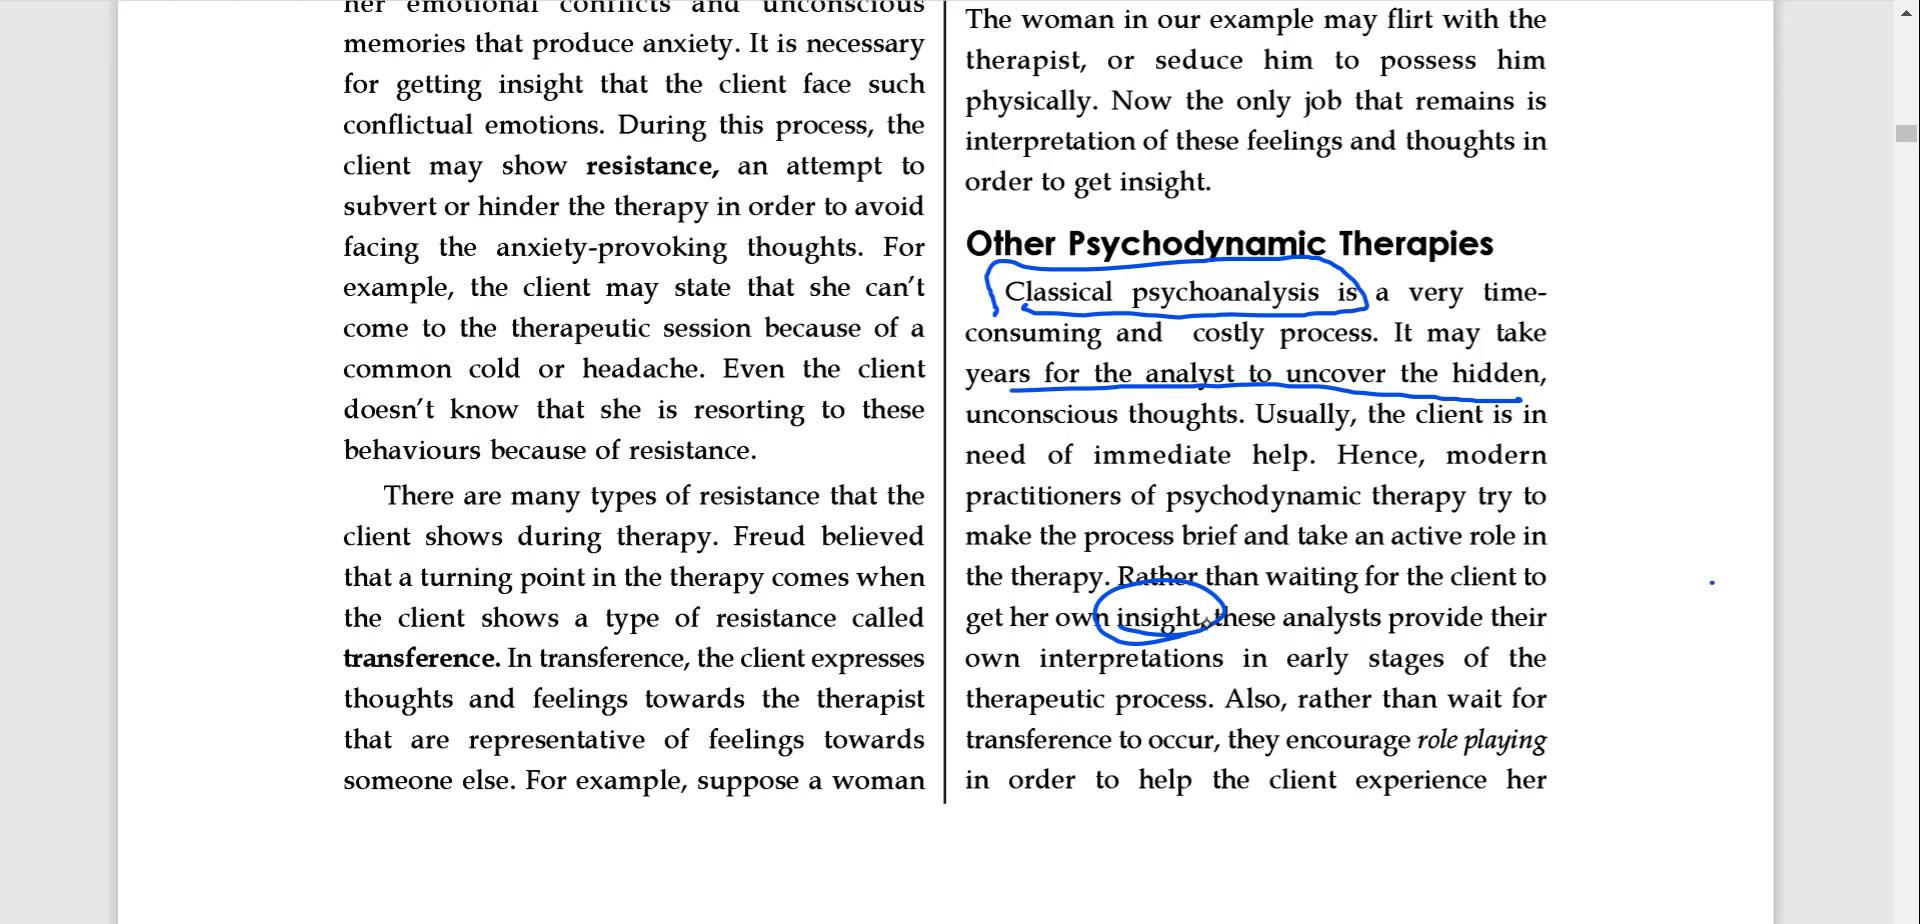 her emotional conflicts and unconscious
memories that produce anxiety. It is necessary
for getting insight that the client face such
conflictual emotions. During this process, the
client may show resistance, an attempt to
subvert or hinder the therapy in order to avoid
facing the anxiety-provoking thoughts. For
example, the client may state that she can’t
come to the therapeutic session because of a
common cold or headache. Even the client
doesn’t know that she is resorting to these
behaviours because of resistance.
There are many types of resistance that the
client shows during therapy. Freud believed
that a turning point in the therapy comes when
the client shows a type of resistance called
transference. In transference, the client expresses
thoughts and feelings towards the therapist
that are representative of feelings towards
someone else. For example, suppose a woman
The woman in our example may flirt with the
therapist, or seduce him to possess him
physically. Now the only job that remains is
interpretation of these feelings and thoughts in
order to get insight.
Other Psychodynamic Therapies
Classical psychoanalysis is a very time-
consuming and costly process. It may take
years for the analyst to uncover the hidden,
unconscious thoughts. Usually, the client is in
need of immediate help. Hence, modern
practitioners of psychodynamic therapy try to
make the process brief and take an active role in
the therapy. Rather than waiting for the client to
get her own insight, these analysts provide their
own interpretations in early stages of the
therapeutic process. Also, rather than wait for
transference to occur, they encourage role playing
in order to help the client experience her